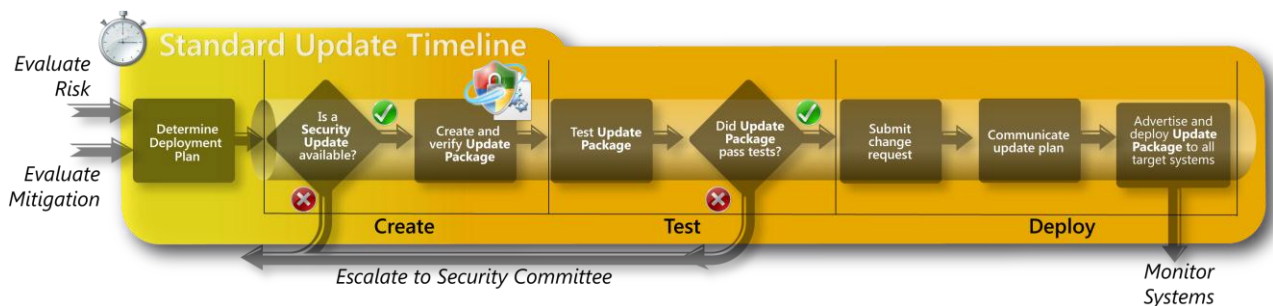 Standard Update Timeline
Evaluate
Risk
Evaluate
Mitigation
Determine
Deployment
Plan
Is a
Security
Update
available?
Create and
verify Update
Package
Test Update
Package
Did Update
Package
pass tests?
Submit
change
request
Communicate
update plan
Advertise and
deploy Update
Package to all
target systems
Create
Test
Deploy
Escalate to Security Committee
Monitor
Systems